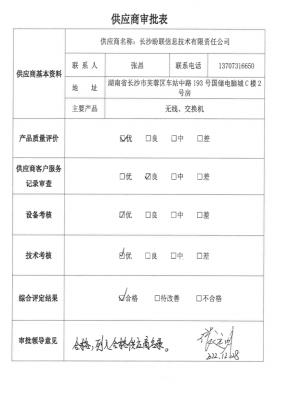 供应商审批表
供应商基本资料
供应商名称：长沙盼联信息技术有限责任公司
联 系 人 张昌 联系电话 13707316650
地 址 湖南省长沙市芙蓉区车站中路193号国储电脑城C楼2
号房
主要产品 无线、交换机
产品质量评价 ☑优 □良 □中 □差
供应商客户服务
记录审查 □优 ☑良 □中 □差
设备考核 ☑优 □良 □中 □差
技术考核 ☑优 □良 □中 □差
综合评定结果 ☑合格 □待改善 □不合格
审批领导意见 合格，列入合格供应商名录。
2022.12.28